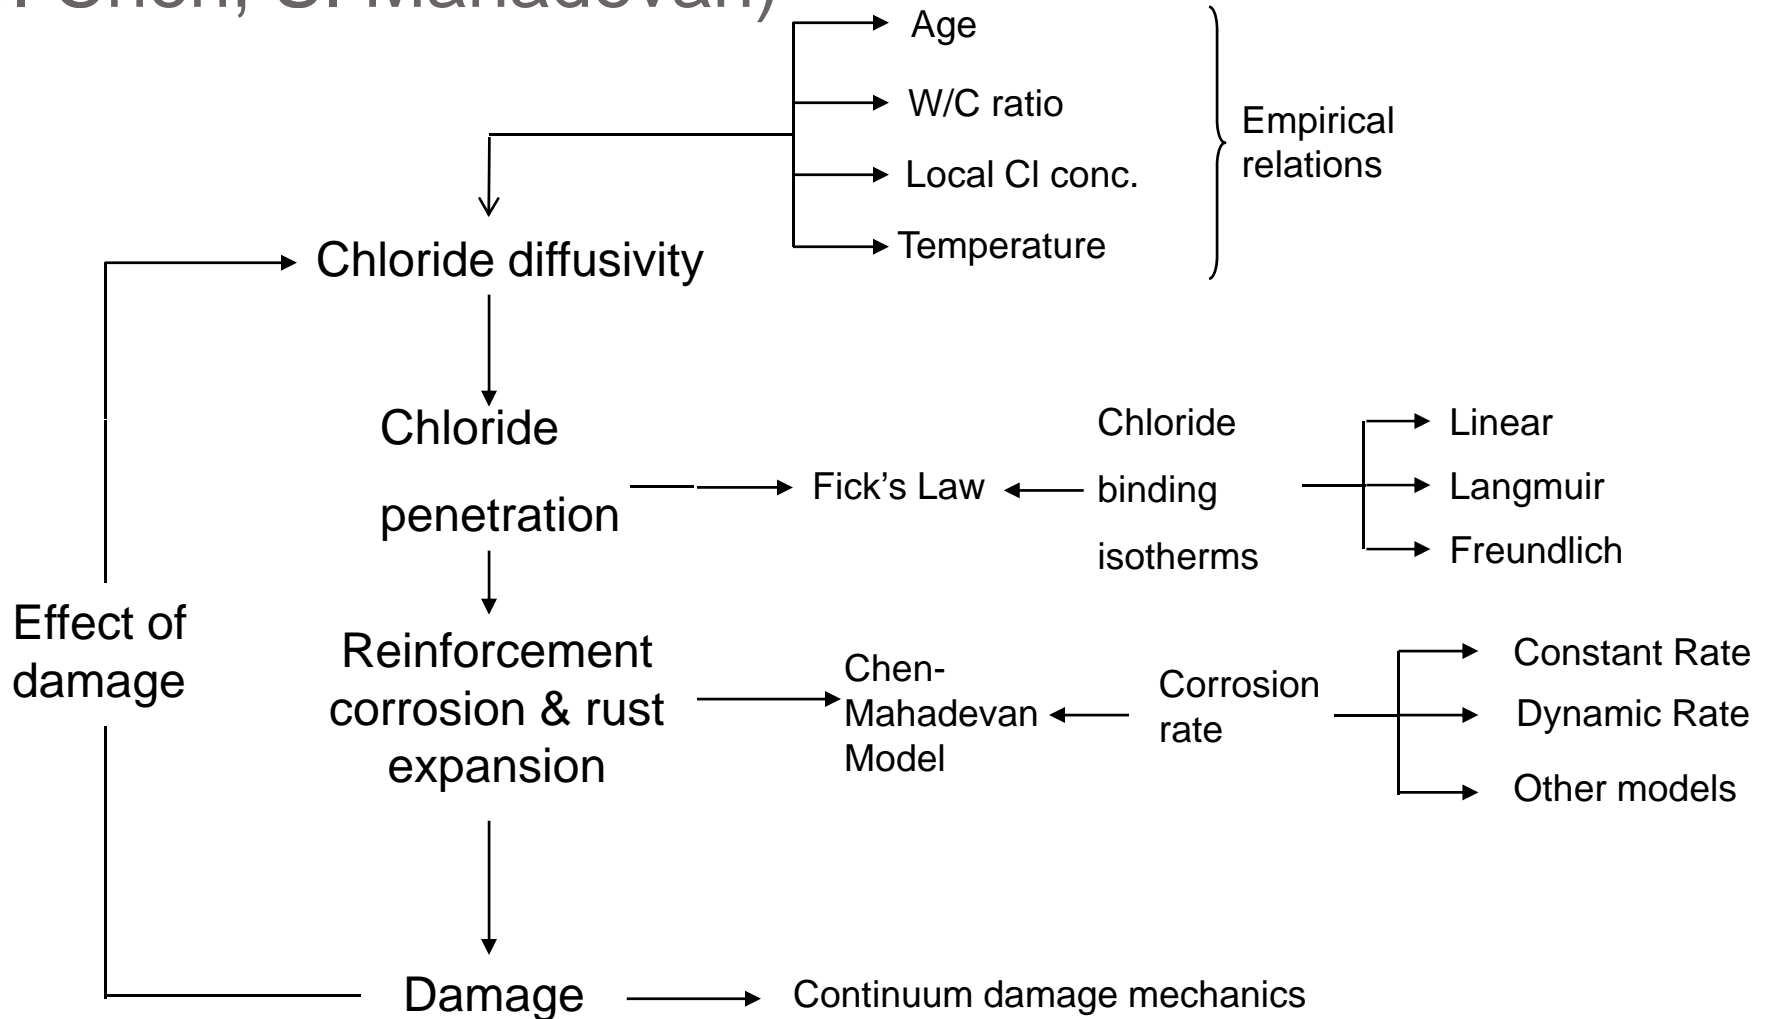 Mahadevan)
Age
W/C ratio
Local Cl conc.
Temperature
Empirical
relations
Chloride diffusivity
Chloride
penetration
Fick's Law
Chloride
binding
isotherms
Linear
Langmuir
Freundlich
Effect of
damage
Reinforcement
corrosion & rust
expansion
Chen-
Mahadevan
Model
Corrosion
rate
Constant Rate
Dynamic Rate
Other models
Damage
Continuum damage mechanics